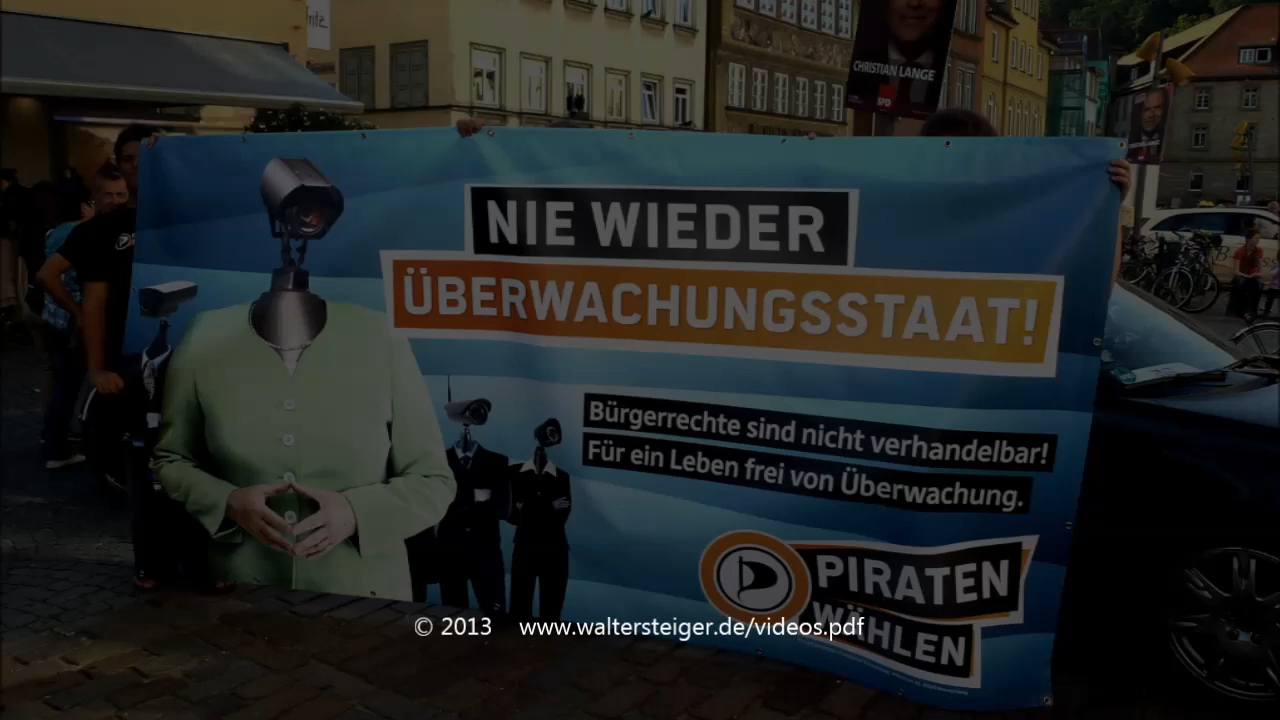 CHRISTIAN LANGE
SPD
NIE WIEDER
ÜBERWACHUNGSSTAAT!
Bürgerrechte sind nicht verhandelbar!
Für ein Leben frei von Überwachung.
PIRATEN
WÄHLEN
© 2013 www.waltersteiger.de/videos.pdf